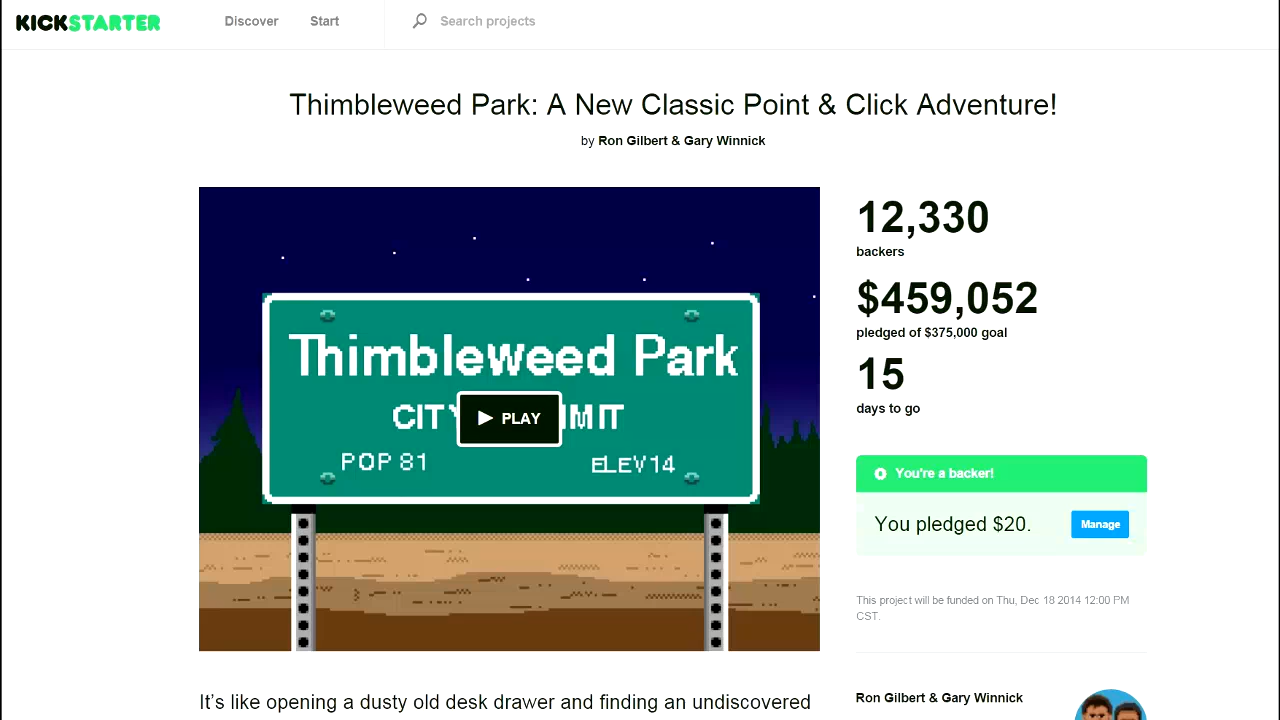 KICKSTARTER
Discover
Start
Search projects
Thimbleweed Park: A New Classic Point & Click Adventure!
by Ron Gilbert & Gary Winnick
Thimbleweed Park
CITY
IMIT
PLAY
POP 81
ELEV 14
12,330
backers
$459,052
pledged of $375,000 goal
15
days to go
You're a backer!
You pledged $20.
Manage
This project will be funded on Thu, Dec 18 2014 12:00 PM
CST.
It's like opening a dusty old desk drawer and finding an undiscovered
Ron Gilbert & Gary Winnick